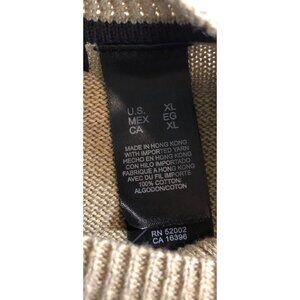 U.S. XL
MEX EG
CA XL
MADE IN HONG KONG
WITH IMPORTED YARN
HECHO EN HONG KONG
CON HILO IMPORTADO
FABRIQUE A HONG KONG
AVEC DU FIL IMPORTE
100% COTTON/
ALGODON/COTON
RN 52002
CA 16396